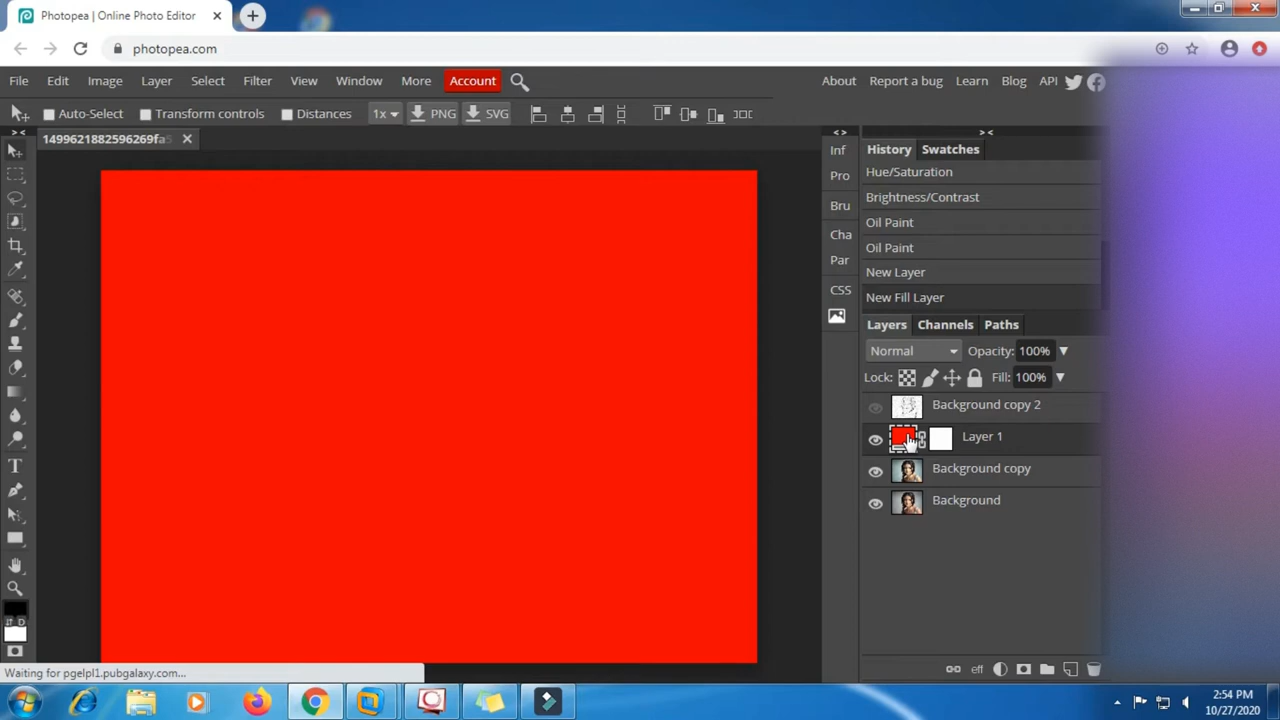 Photopea | Online Photo Editor
photopea.com
File Edit Image Layer Select Filter View Window More Account
About Report a bug Learn Blog API
Auto-Select Transform controls Distances 1x PNG SVG
1499621882596269fa5
Inf
Pro
Bru
Cha
Par
CSS
History Swatches
Hue/Saturation
Brightness/Contrast
Oil Paint
Oil Paint
New Layer
New Fill Layer
Layers Channels Paths
Normal Opacity: 100%
Lock: Fill: 100%
Background copy 2
Layer 1
Background copy
Background
T
D
eff
Waiting for pgelpl1.pubgalaxy.com...
2:54 PM
10/27/2020